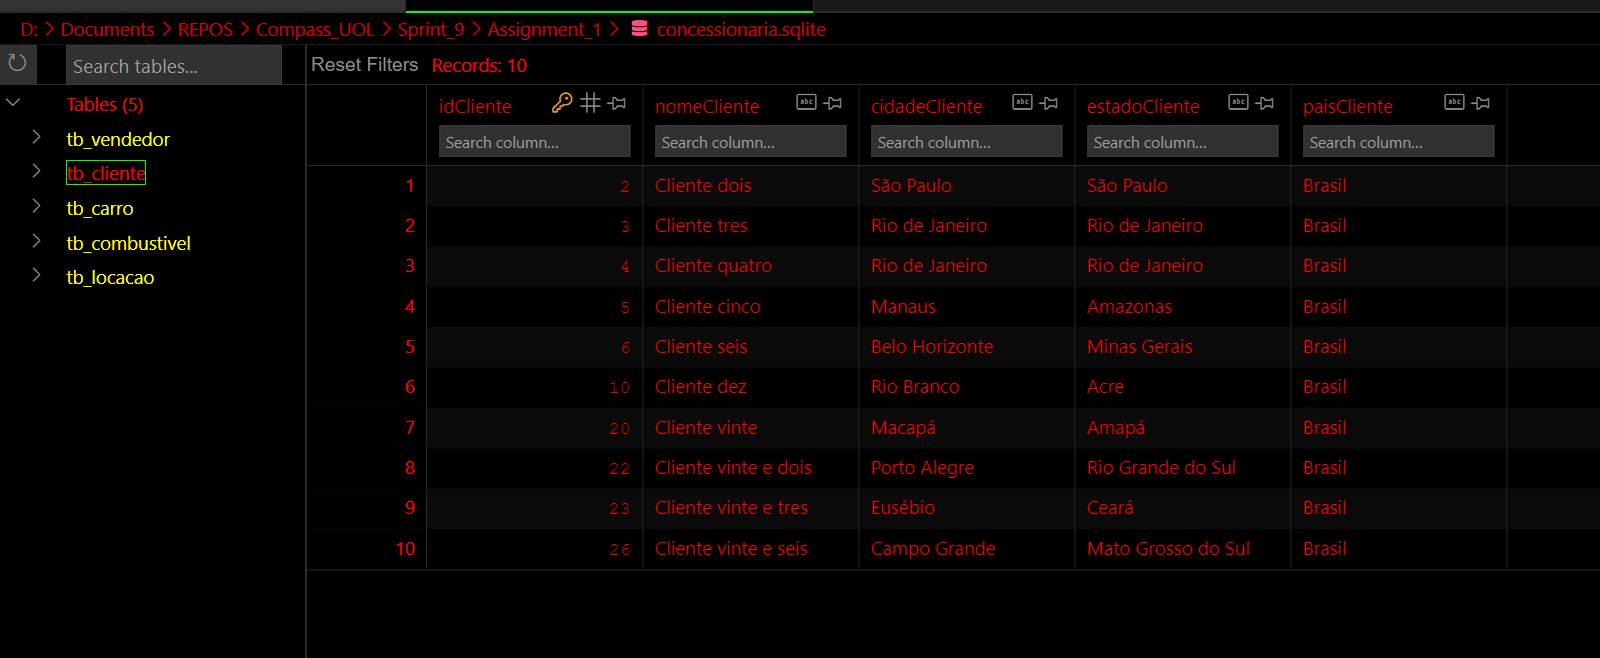 D: > Documents > REPOS > Compass_UOL > Sprint_9 > Assignment_1 > concessionaria.sqlite
Search tables...
Reset Filters Records: 10
Tables (5)
tb_vendedor
tb_cliente
tb_carro
tb_combustivel
tb_locacao
idCliente nomeCliente abc cidadeCliente abc estadoCliente abc paisCliente abc
Search column... Search column... Search column... Search column... Search column...
1 2 Cliente dois São Paulo São Paulo Brasil
2 3 Cliente tres Rio de Janeiro Rio de Janeiro Brasil
3 4 Cliente quatro Rio de Janeiro Rio de Janeiro Brasil
4 5 Cliente cinco Manaus Amazonas Brasil
5 6 Cliente seis Belo Horizonte Minas Gerais Brasil
6 10 Cliente dez Rio Branco Acre Brasil
7 20 Cliente vinte Macapá Amapá Brasil
8 22 Cliente vinte e dois Porto Alegre Rio Grande do Sul Brasil
9 23 Cliente vinte e tres Eusébio Ceará Brasil
10 26 Cliente vinte e seis Campo Grande Mato Grosso do Sul Brasil